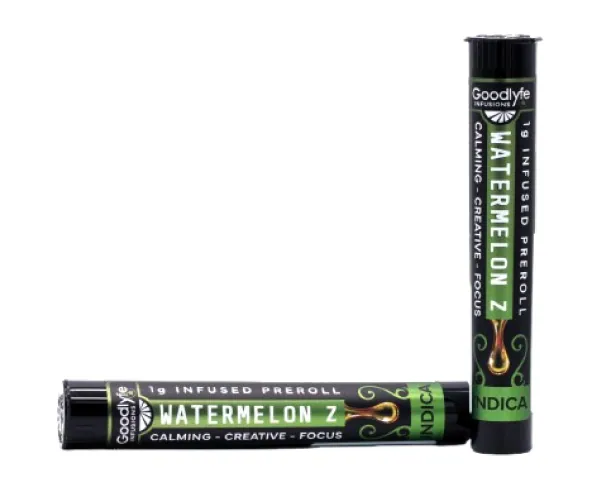 Goodlyfe
INFUSIONS
1g INFUSED PREROLL
WATERMELON Z
CALMING - CREATIVE - FOCUS
NDICA
Goodlyfe
INFUSIONS
1g INFUSED PREROLL
WATERMELON Z
CALMING - CREATIVE - FOCUS
NDICA